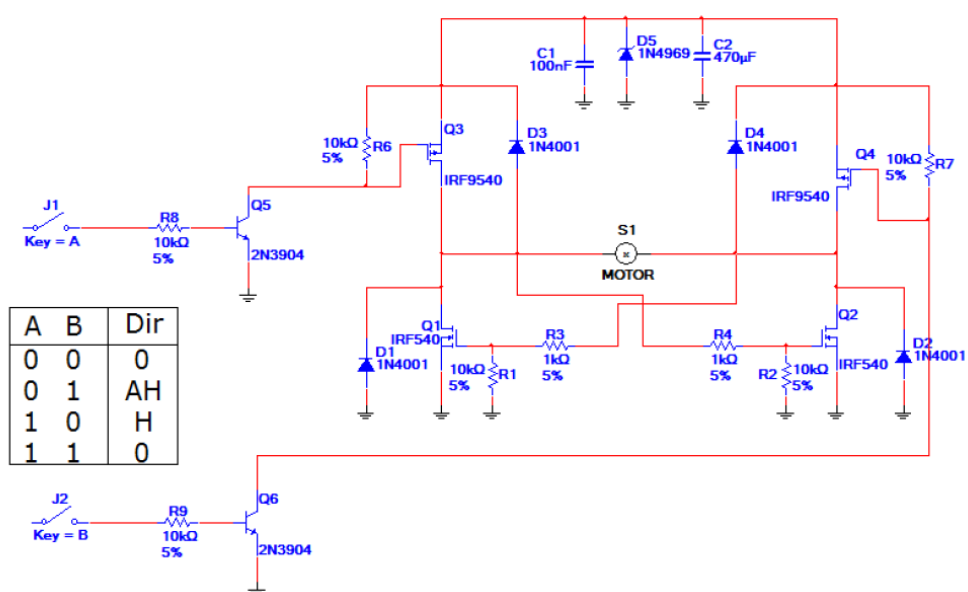 C1
100nF
D5
1N4969
C2
470µF
Q3
10kΩ
5%
R6
D3
1N4001
IRF9540
D4
1N4001
Q4
10kΩ
5%
R7
IRF9540
J1
Key = A
R8
10kΩ
5%
Q5
2N3904
S1
MOTOR
A B Dir
0 0 0
0 1 AH
1 0 H
1 1 0
Q1
IRF540
D1
1N4001
10kΩ
5%
R1
R3
1kΩ
5%
R4
1kΩ
5%
R2
10kΩ
5%
Q2
IRF540
D2
1N4001
J2
Key = B
R9
10kΩ
5%
Q6
2N3904